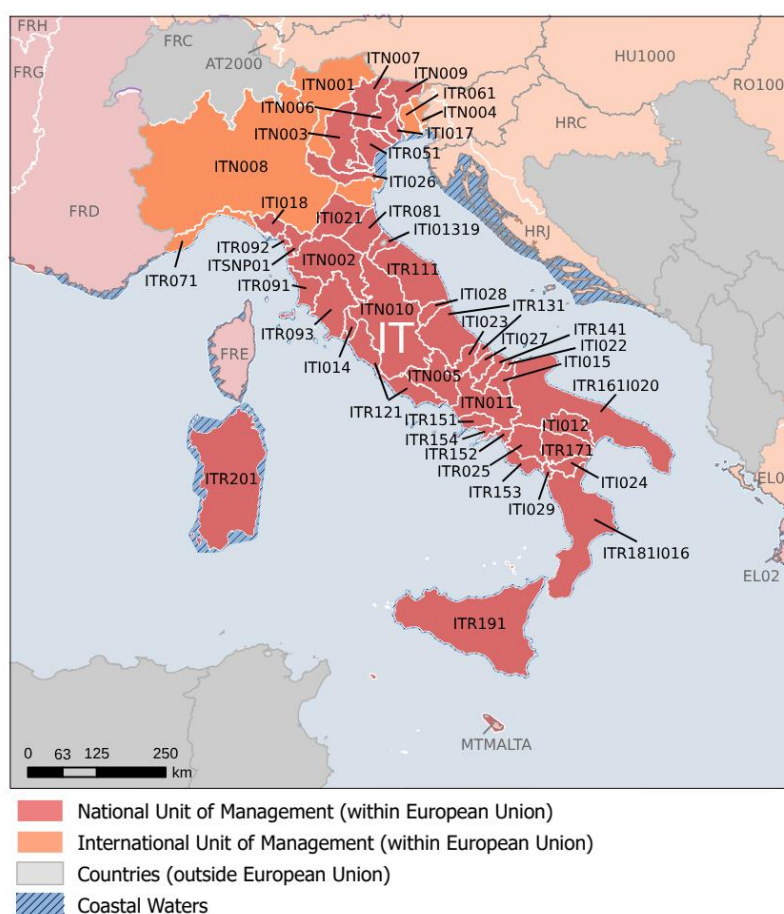 FRH
FRC
FRG
AT2000
HU1000
RO100
ITN007
ITN009
ITN001
ITR061
ITN006
ITN004
HRC
ITN003
ITI017
ITR051
ITN008
ITI026
ITI018
FRD
ITI021
ITR081
ITI01319
HRJ
ITR092
ITSNP01
ITN002
ITR111
ITR071
ITR091
ITI028
ITN010
ITR131
ITI023
ITR093
IT
ITI027
ITR141
FRE
ITI022
ITI014
ITI015
ITN005
ITR121
ITN011
ITR161I020
ITR151
ITI012
ITR154
ITR152
ITR171
ITR201
ITR025
ITI024
EL0
ITR153
ITI029
ITR181I016
EL02
ITR191
MTMALTA
0 63 125 250
km
National Unit of Management (within European Union)
International Unit of Management (within European Union)
Countries (outside European Union)
Coastal Waters